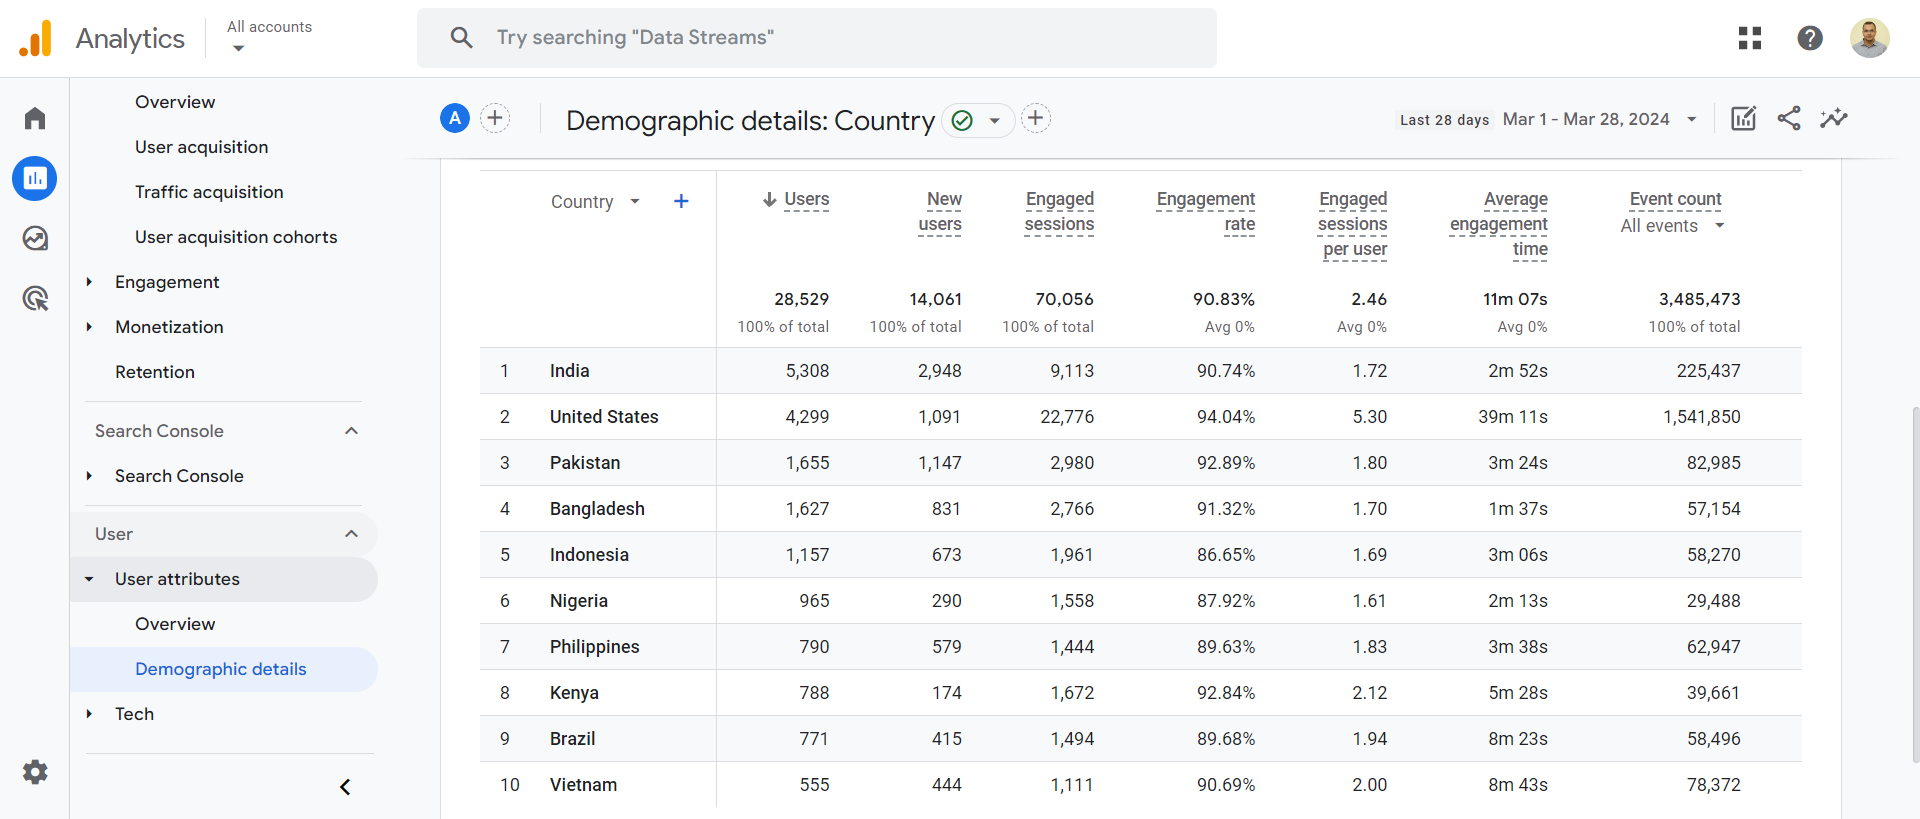 Analytics
All accounts
Try searching "Data Streams"
Overview
User acquisition
Traffic acquisition
User acquisition cohorts
Engagement
Monetization
Retention
Search Console
Search Console
User
User attributes
Overview
Demographic details
Tech
A
Demographic details: Country
Last 28 days Mar 1 - Mar 28, 2024
Country
Users
New users
Engaged sessions
Engagement rate
Engaged sessions per user
Average engagement time
Event count
All events
28,529 14,061 70,056 90.83% 2.46 11m 07s 3,485,473
100% of total 100% of total 100% of total Avg 0% Avg 0% Avg 0% 100% of total
1 India 5,308 2,948 9,113 90.74% 1.72 2m 52s 225,437
2 United States 4,299 1,091 22,776 94.04% 5.30 39m 11s 1,541,850
3 Pakistan 1,655 1,147 2,980 92.89% 1.80 3m 24s 82,985
4 Bangladesh 1,627 831 2,766 91.32% 1.70 1m 37s 57,154
5 Indonesia 1,157 673 1,961 86.65% 1.69 3m 06s 58,270
6 Nigeria 965 290 1,558 87.92% 1.61 2m 13s 29,488
7 Philippines 790 579 1,444 89.63% 1.83 3m 38s 62,947
8 Kenya 788 174 1,672 92.84% 2.12 5m 28s 39,661
9 Brazil 771 415 1,494 89.68% 1.94 8m 23s 58,496
10 Vietnam 555 444 1,111 90.69% 2.00 8m 43s 78,372